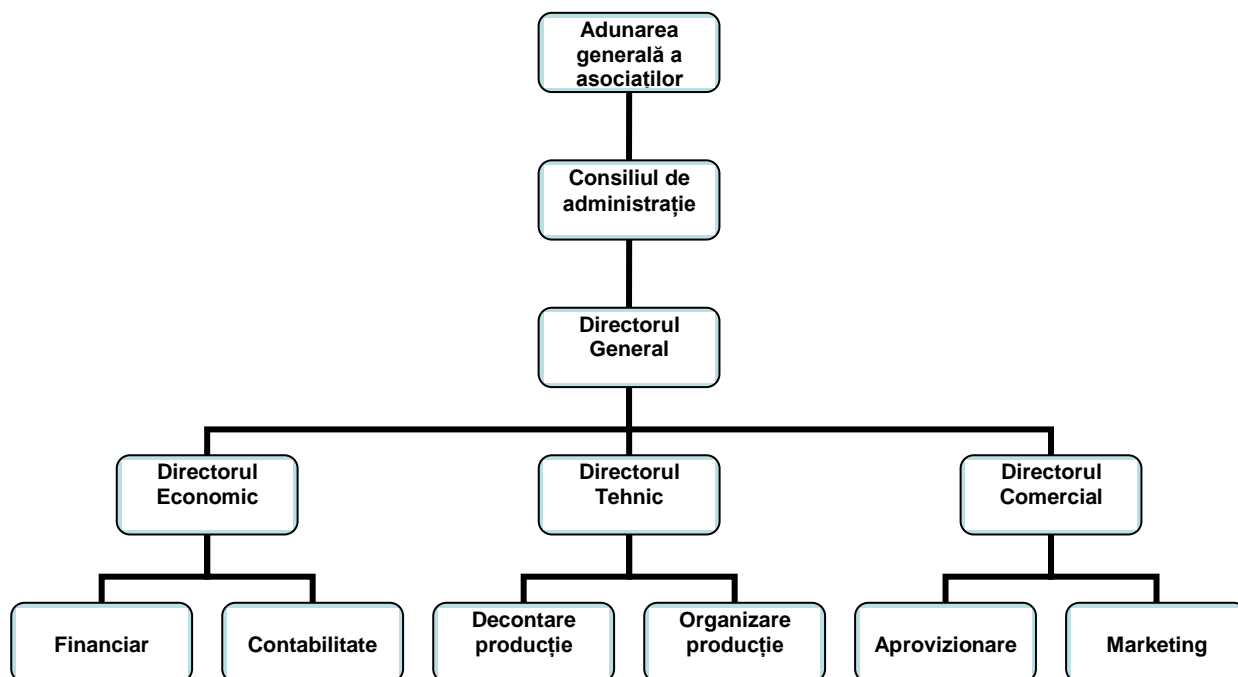 Adunarea
generală a
asociaților
Consiliul de
administrație
Directorul
General
Directorul
Economic
Directorul
Tehnic
Directorul
Comercial
Financiar
Contabilitate
Decontare
producție
Organizare
producție
Aprovizionare
Marketing